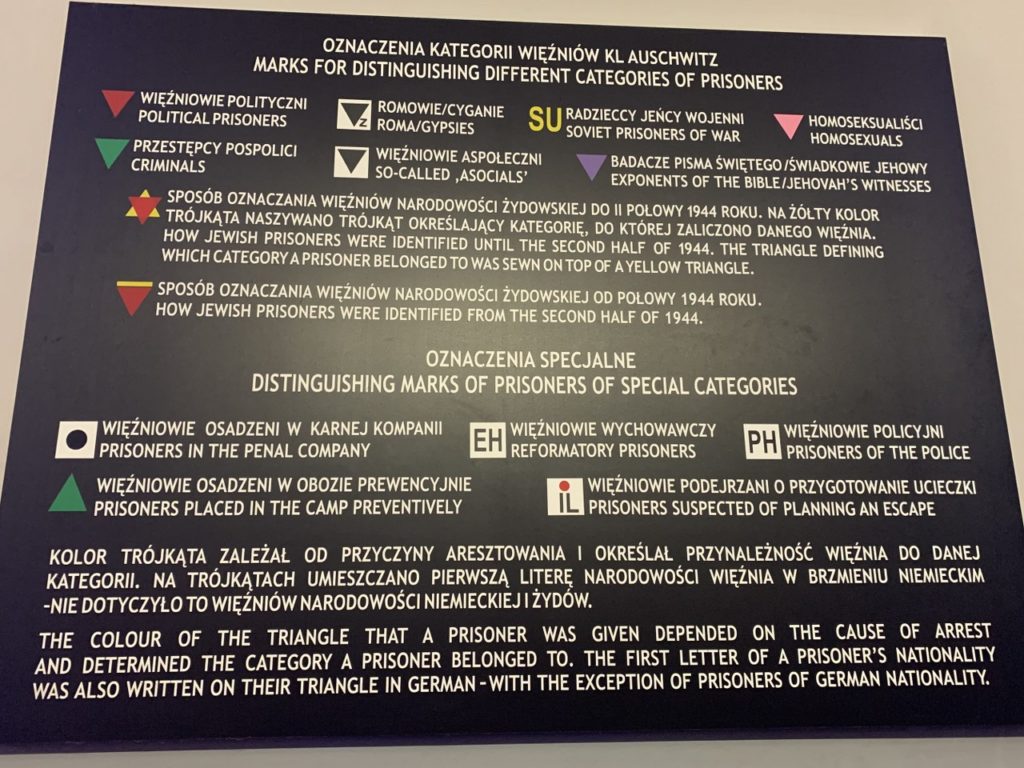 OZNACZENIA KATEGORII WIĘŹNIÓW KL AUSCHWITZ
MARKS FOR DISTINGUISHING DIFFERENT CATEGORIES OF PRISONERS
WIĘŹNIOWIE POLITYCZNI
POLITICAL PRISONERS
Z
ROMOWIE/CYGANIE
ROMA/GYPSIES
SU
RADZIECCY JEŃCY WOJENNI
SOVIET PRISONERS OF WAR
HOMOSEKSUALIŚCI
HOMOSEXUALS
PRZESTĘPCY POSPOLICI
CRIMINALS
WIĘŹNIOWIE ASPOŁECZNI
SO-CALLED ‚ASOCIALS'
BADACZE PISMA ŚWIĘTEGO/ŚWIADKOWIE JEHOWY
EXPONENTS OF THE BIBLE/JEHOVAH'S WITNESSES
SPOSÓB OZNACZANIA WIĘŹNIÓW NARODOWOŚCI ŻYDOWSKIEJ DO II POŁOWY 1944 ROKU. NA ŻÓŁTY KOLOR
TRÓJKĄTA NASZYWANO TRÓJKĄT OKREŚLAJĄCY KATEGORIĘ, DO KTÓREJ ZALICZONO DANEGO WIĘŹNIA.
HOW JEWISH PRISONERS WERE IDENTIFIED UNTIL THE SECOND HALF OF 1944. THE TRIANGLE DEFINING
WHICH CATEGORY A PRISONER BELONGED TO WAS SEWN ON TOP OF A YELLOW TRIANGLE.
SPOSÓB OZNACZANIA WIĘŹNIÓW NARODOWOŚCI ŻYDOWSKIEJ OD POŁOWY 1944 ROKU.
HOW JEWISH PRISONERS WERE IDENTIFIED FROM THE SECOND HALF OF 1944.
OZNACZENIA SPECJALNE
DISTINGUISHING MARKS OF PRISONERS OF SPECIAL CATEGORIES
WIĘŹNIOWIE OSADZENI W KARNEJ KOMPANII
PRISONERS IN THE PENAL COMPANY
EH
WIĘŹNIOWIE WYCHOWAWCZY
REFORMATORY PRISONERS
PH
WIĘŹNIOWIE POLICYJNI
PRISONERS OF THE POLICE
WIĘŹNIOWIE OSADZENI W OBOZIE PREWENCYJNIE
PRISONERS PLACED IN THE CAMP PREVENTIVELY
iL
WIĘŹNIOWIE PODEJRZANI O PRZYGOTOWANIE UCIECZKI
PRISONERS SUSPECTED OF PLANNING AN ESCAPE
KOLOR TRÓJKĄTA ZALEŻAŁ OD PRZYCZYNY ARESZTOWANIA I OKREŚLAŁ PRZYNALEŻNOŚĆ WIĘŹNIA DO DANEJ
KATEGORII. NA TRÓJKĄTACH UMIESZCZANO PIERWSZĄ LITERĘ NARODOWOŚCI WIĘŹNIA W BRZMIENIU NIEMIECKIM
-NIE DOTYCZYŁO TO WIĘŹNIÓW NARODOWOŚCI NIEMIECKIEJ I ŻYDÓW.
THE COLOUR OF THE TRIANGLE THAT A PRISONER WAS GIVEN DEPENDED ON THE CAUSE OF ARREST
AND DETERMINED THE CATEGORY A PRISONER BELONGED TO. THE FIRST LETTER OF A PRISONER'S NATIONALITY
WAS ALSO WRITTEN ON THEIR TRIANGLE IN GERMAN - WITH THE EXCEPTION OF PRISONERS OF GERMAN NATIONALITY.